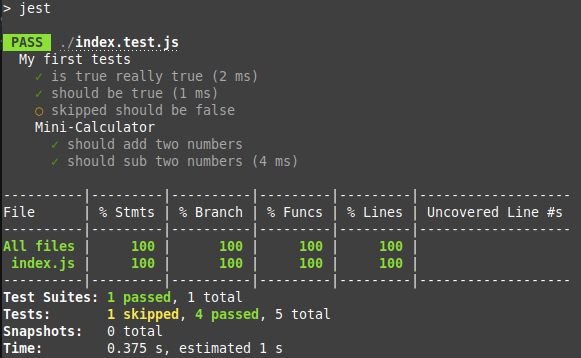 > jest
PASS ./index.test.js
My first tests
✓ is true really true (2 ms)
✓ should be true (1 ms)
○ skipped should be false
Mini-Calculator
✓ should add two numbers
✓ should sub two numbers (4 ms)
----------|---------|----------|---------|---------|-------------------
File      | % Stmts | % Branch | % Funcs | % Lines | Uncovered Line #s
----------|---------|----------|---------|---------|-------------------
All files |     100 |      100 |     100 |     100 |
 index.js |     100 |      100 |     100 |     100 |
----------|---------|----------|---------|---------|-------------------
Test Suites: 1 passed, 1 total
Tests:       1 skipped, 4 passed, 5 total
Snapshots:   0 total
Time:        0.375 s, estimated 1 s